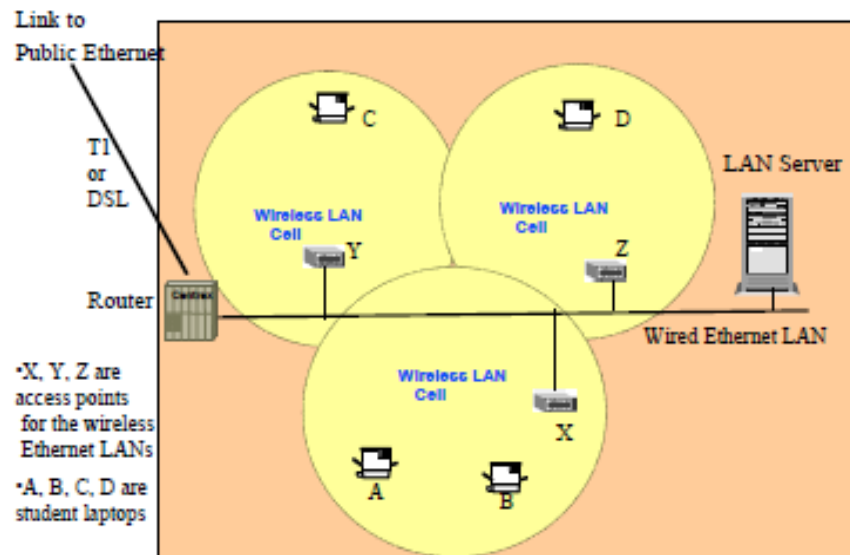 Link to
Public Ethernet
T1
or
DSL
Router
•X, Y, Z are
access points
for the wireless
Ethernet LANs
•A, B, C, D are
student laptops
C
D
Wireless LAN
Cell
Y
Wireless LAN
Cell
Z
LAN Server
Wired Ethernet LAN
Wireless LAN
Cell
X
A
B